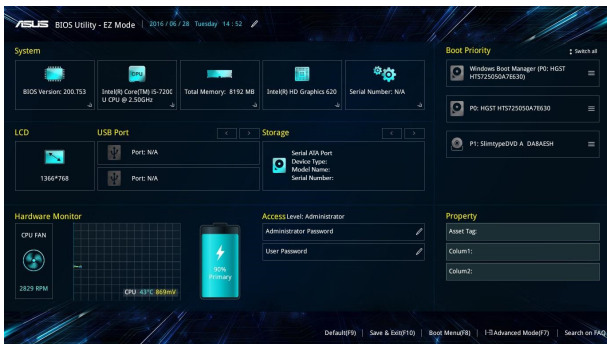 ASUS BIOS Utility - EZ Mode | 2016 / 06 / 28 Tuesday 14 : 52
System
BIOS Version: 200.T53
CPU
Intel(R) Core(TM) i5-7200
U CPU @ 2.50GHz
Total Memory: 8192 MB
Intel(R) HD Graphics 620
Serial Number: N/A
Boot Priority
Switch all
Windows Boot Manager (P0: HGST
HTS725050A7E630)
P0: HGST HTS725050A7E630
P1: SlimtypeDVD A DA8AESH
LCD
1366*768
USB Port
Port: N/A
Port: N/A
Storage
Serial ATA Port
Device Type:
Model Name:
Serial Number:
Hardware Monitor
CPU FAN
2829 RPM
CPU 43°C 869mV
90%
Primary
Access Level: Administrator
Administrator Password
User Password
Property
Asset Tag:
Colum1:
Colum2:
Default(F9) | Save & Exit(F10) | Boot Menu(F8) | Advanced Mode(F7) | Search on FAQ